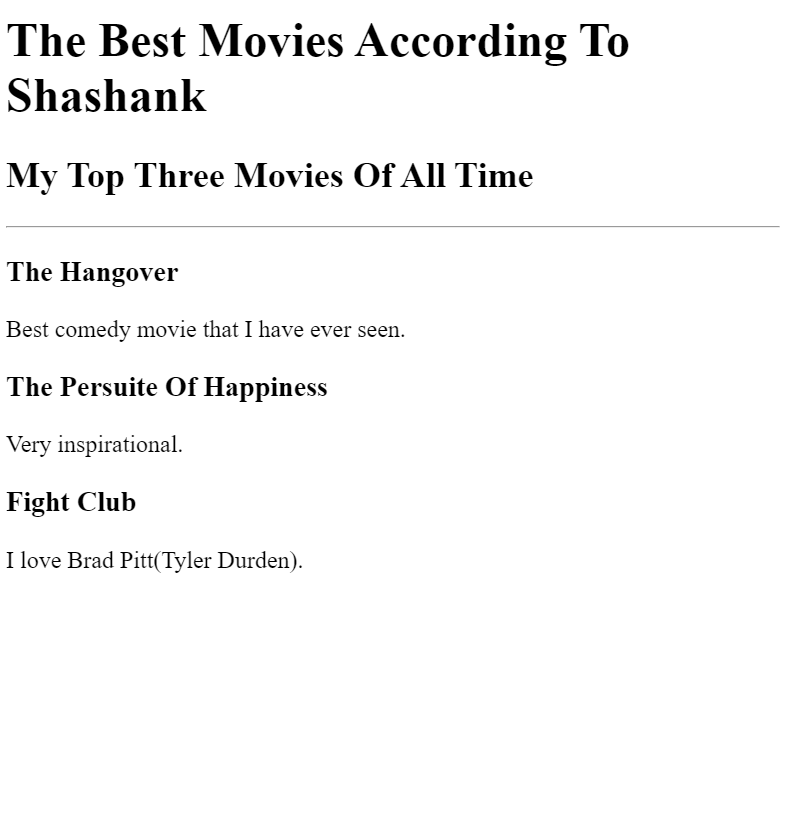 The Best Movies According To
Shashank
My Top Three Movies Of All Time
The Hangover
Best comedy movie that I have ever seen.
The Persuite Of Happiness
Very inspirational.
Fight Club
I love Brad Pitt(Tyler Durden).